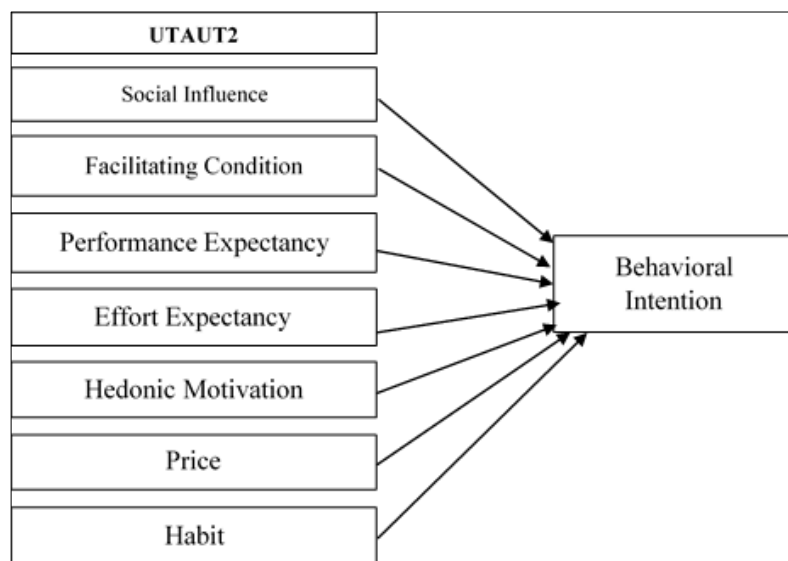 UTAUT2
Social Influence
Facilitating Condition
Performance Expectancy
Effort Expectancy
Hedonic Motivation
Price
Habit
Behavioral
Intention